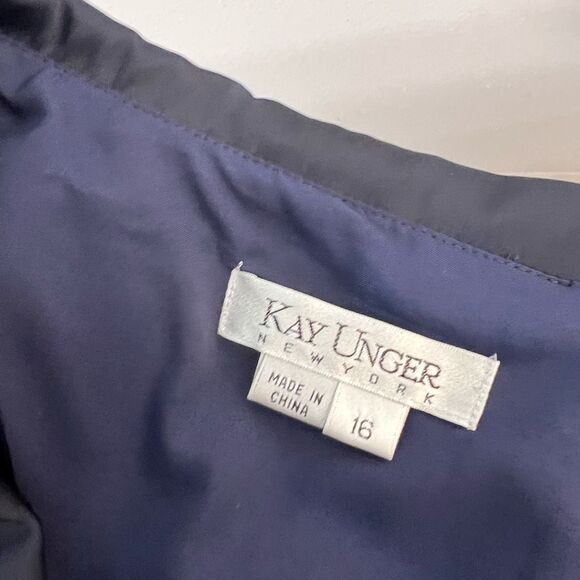 KAY UNGER
NEW YORK
MADE IN
CHINA
16